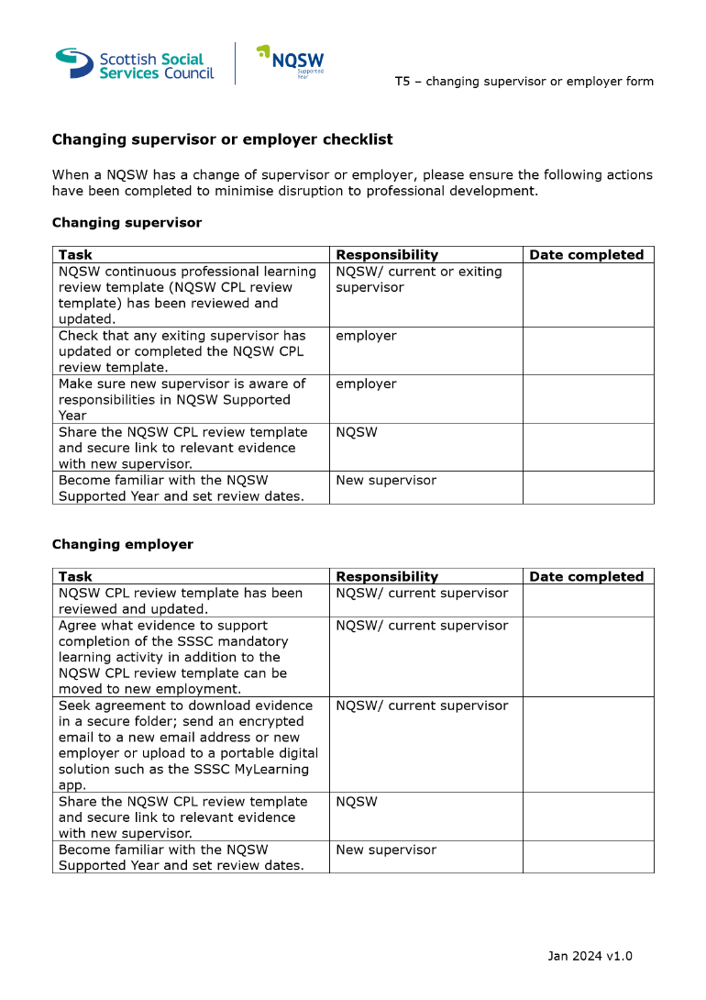 Scottish Social
Services Council
NQSW
Supported
Year
T5 – changing supervisor or employer form
Changing supervisor or employer checklist
When a NQSW has a change of supervisor or employer, please ensure the following actions
have been completed to minimise disruption to professional development.
Changing supervisor
Task Responsibility Date completed
NQSW continuous professional learning NQSW/ current or exiting
review template (NQSW CPL review supervisor
template) has been reviewed and
updated.
Check that any exiting supervisor has employer
updated or completed the NQSW CPL
review template.
Make sure new supervisor is aware of employer
responsibilities in NQSW Supported
Year
Share the NQSW CPL review template NQSW
and secure link to relevant evidence
with new supervisor.
Become familiar with the NQSW New supervisor
Supported Year and set review dates.
Changing employer
Task Responsibility Date completed
NQSW CPL review template has been NQSW/ current supervisor
reviewed and updated.
Agree what evidence to support NQSW/ current supervisor
completion of the SSSC mandatory
learning activity in addition to the
NQSW CPL review template can be
moved to new employment.
Seek agreement to download evidence NQSW/ current supervisor
in a secure folder; send an encrypted
email to a new email address or new
employer or upload to a portable digital
solution such as the SSSC MyLearning
app.
Share the NQSW CPL review template NQSW
and secure link to relevant evidence
with new supervisor.
Become familiar with the NQSW New supervisor
Supported Year and set review dates.
Jan 2024 v1.0